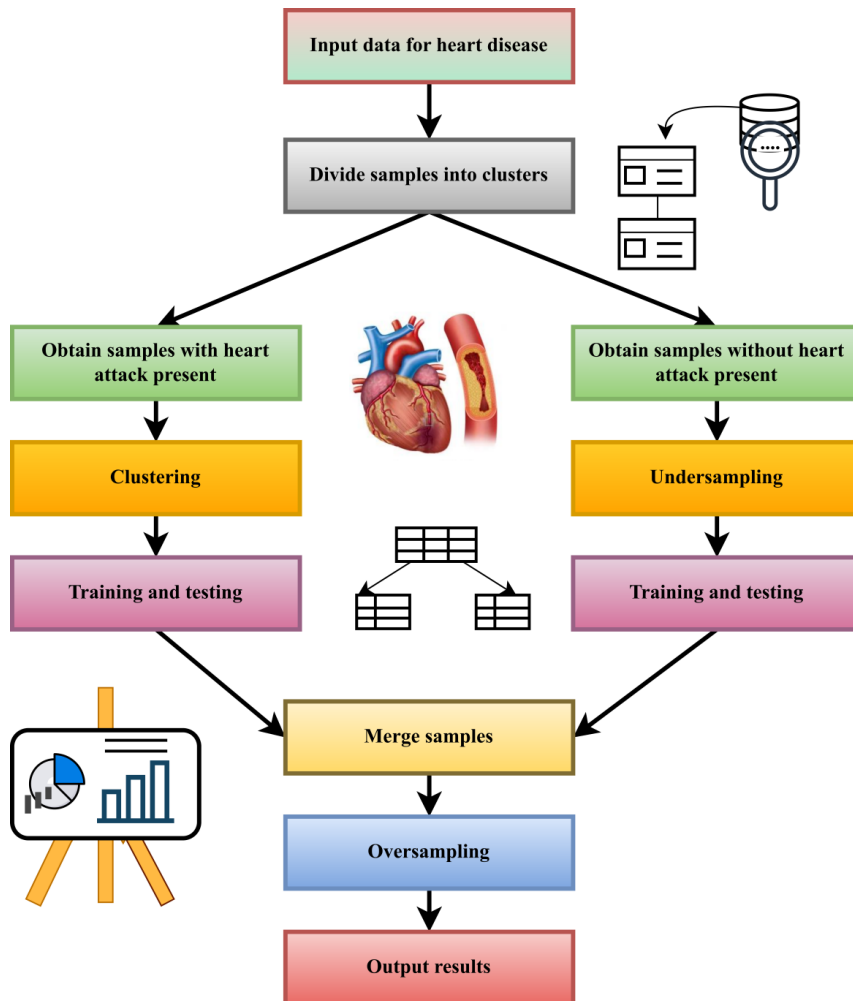 Input data for heart disease
Divide samples into clusters
Obtain samples with heart
attack present
Obtain samples without heart
attack present
Clustering
Undersampling
Training and testing
Training and testing
Merge samples
Oversampling
Output results